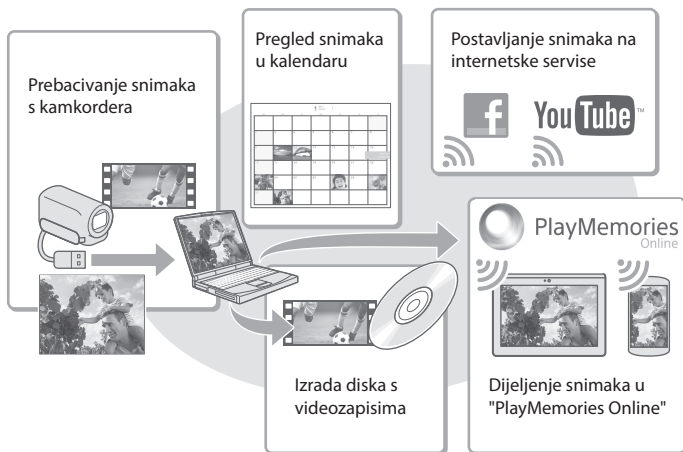 Prebacivanje snimaka
s kamkordera
Pregled snimaka
u kalendaru
Postavljanje snimaka na
internetske servise
f
You Tube™
PlayMemories
Online
Izrada diska s
videozapisima
Dijeljenje snimaka u
"PlayMemories Online"